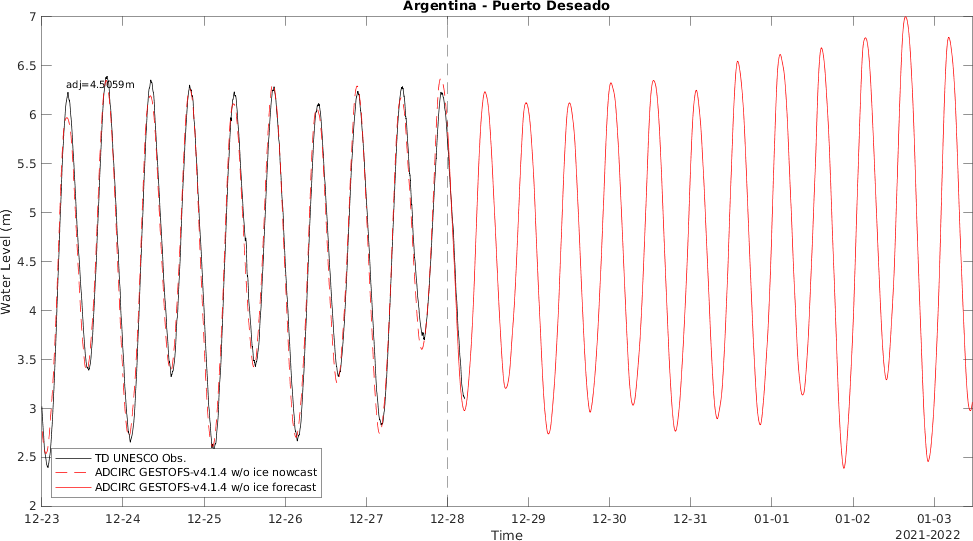 Argentina - Puerto Deseado
7
6.5
6
5.5
5
4.5
4
3.5
3
2.5
2
Water Level (m)
adj=4.5059m
TD UNESCO Obs.
ADCIRC GESTOFS-v4.1.4 w/o ice nowcast
ADCIRC GESTOFS-v4.1.4 w/o ice forecast
12-23 12-24 12-25 12-26 12-27 12-28 12-29 12-30 12-31 01-01 01-02 01-03
Time
2021-2022